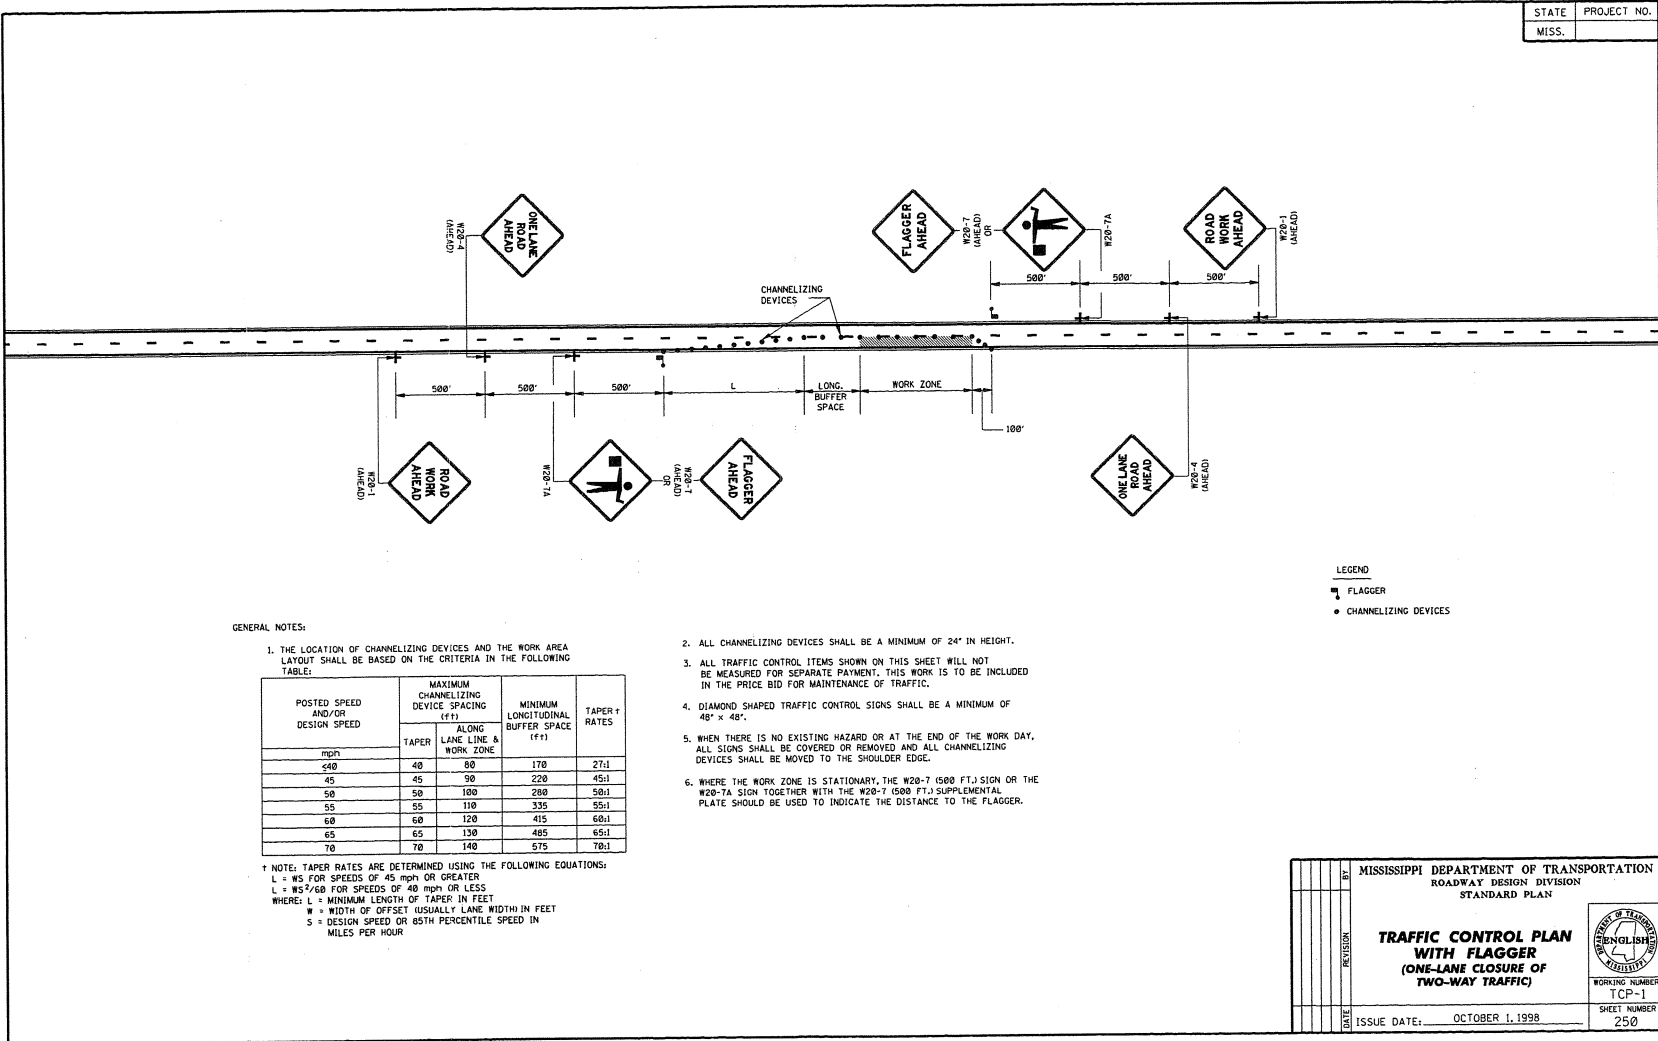 STATE PROJECT NO.
MISS.
ONE LANE
ROAD
AHEAD
W20-4
(AHEAD)
FLAGGER
AHEAD
W20-7
(AHEAD)
OR
W20-7A
ROAD
WORK
AHEAD
W20-1
(AHEAD)
500' 500' 500'
CHANNELIZING
DEVICES
500' 500' 500' L LONG.
BUFFER
SPACE
WORK ZONE
100'
ROAD
WORK
AHEAD
W20-1
(AHEAD)
W20-7A
W20-7
(AHEAD)
OR
FLAGGER
AHEAD
ONE LANE
ROAD
AHEAD
W20-4
(AHEAD)
LEGEND
FLAGGER
CHANNELIZING DEVICES
GENERAL NOTES:
1. THE LOCATION OF CHANNELIZING DEVICES AND THE WORK AREA
LAYOUT SHALL BE BASED ON THE CRITERIA IN THE FOLLOWING
TABLE:
POSTED SPEED
AND/OR
DESIGN SPEED
mph
MAXIMUM
CHANNELIZING
DEVICE SPACING
(ft)
TAPER
ALONG
LANE LINE &
WORK ZONE
MINIMUM
LONGITUDINAL
BUFFER SPACE
(ft)
TAPER †
RATES
≤40 40 80 170 27:1
45 45 90 220 45:1
50 50 100 280 50:1
55 55 110 335 55:1
60 60 120 415 60:1
65 65 130 485 65:1
70 70 140 575 70:1
† NOTE: TAPER RATES ARE DETERMINED USING THE FOLLOWING EQUATIONS:
L = WS FOR SPEEDS OF 45 mph OR GREATER
L = WS²/60 FOR SPEEDS OF 40 mph OR LESS
WHERE: L = MINIMUM LENGTH OF TAPER IN FEET
W = WIDTH OF OFFSET (USUALLY LANE WIDTH) IN FEET
S = DESIGN SPEED OR 85TH PERCENTILE SPEED IN
MILES PER HOUR
2. ALL CHANNELIZING DEVICES SHALL BE A MINIMUM OF 24" IN HEIGHT.
3. ALL TRAFFIC CONTROL ITEMS SHOWN ON THIS SHEET WILL NOT
BE MEASURED FOR SEPARATE PAYMENT. THIS WORK IS TO BE INCLUDED
IN THE PRICE BID FOR MAINTENANCE OF TRAFFIC.
4. DIAMOND SHAPED TRAFFIC CONTROL SIGNS SHALL BE A MINIMUM OF
48" x 48".
5. WHEN THERE IS NO EXISTING HAZARD OR AT THE END OF THE WORK DAY,
ALL SIGNS SHALL BE COVERED OR REMOVED AND ALL CHANNELIZING
DEVICES SHALL BE MOVED TO THE SHOULDER EDGE.
6. WHERE THE WORK ZONE IS STATIONARY, THE W20-7 (500 FT.) SIGN OR THE
W20-7A SIGN TOGETHER WITH THE W20-7 (500 FT.) SUPPLEMENTAL
PLATE SHOULD BE USED TO INDICATE THE DISTANCE TO THE FLAGGER.
BY
REVISION
DATE
MISSISSIPPI DEPARTMENT OF TRANSPORTATION
ROADWAY DESIGN DIVISION
STANDARD PLAN
TRAFFIC CONTROL PLAN
WITH FLAGGER
(ONE-LANE CLOSURE OF
TWO-WAY TRAFFIC)
DEPARTMENT OF TRANSPORTATION
ENGLISH
MISSISSIPPI
WORKING NUMBER
TCP-1
ISSUE DATE: OCTOBER 1, 1998
SHEET NUMBER
250